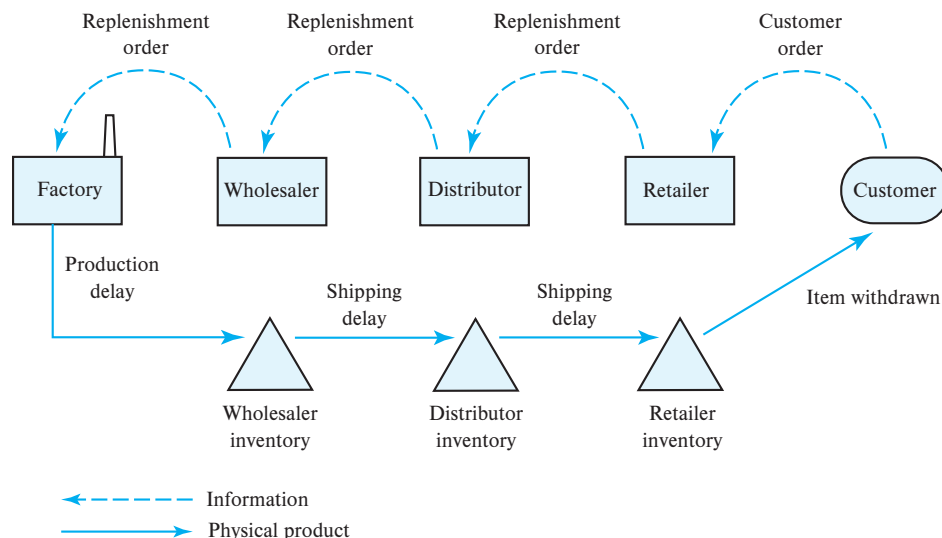 Replenishment
order
Replenishment
order
Replenishment
order
Customer
order
Factory
Wholesaler
Distributor
Retailer
Customer
Production
delay
Shipping
delay
Shipping
delay
Item withdrawn
Wholesaler
inventory
Distributor
inventory
Retailer
inventory
Information
Physical product